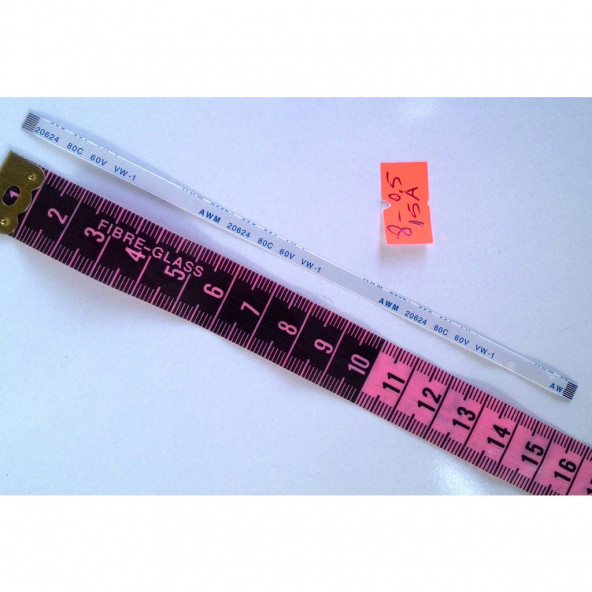 20624 80C 60V VW-1
AWM 20624 80C 60V VW-1
AWM 20624 80C 60V VW-1
AW
8-0,5
15A
FIBRE-GLASS
1 2 3 4 5 6 7 8 9 10 11 12 13 14 15 16